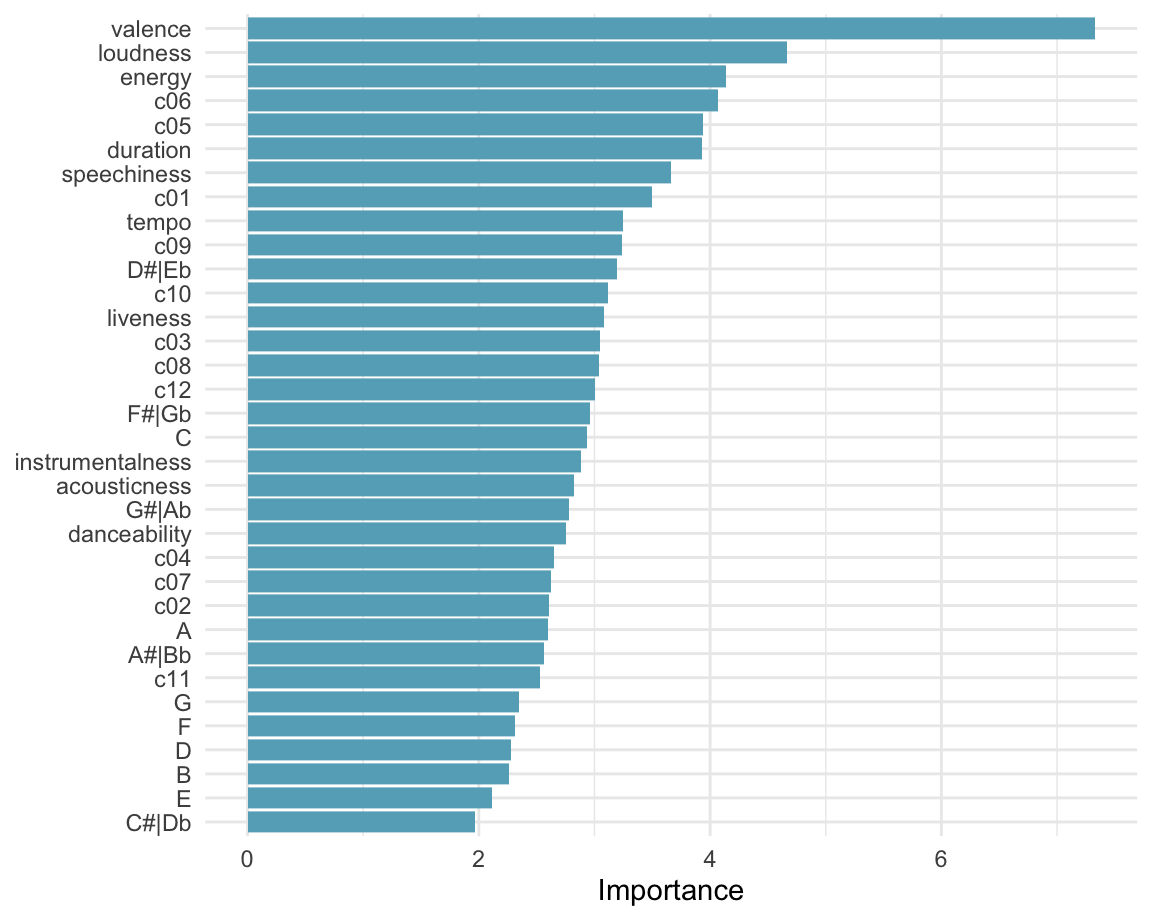 valence
loudness
energy
c06
c05
duration
speechiness
c01
tempo
c09
D#|Eb
c10
liveness
c03
c08
c12
F#|Gb
C
instrumentalness
acousticness
G#|Ab
danceability
c04
c07
c02
A
A#|Bb
c11
G
F
D
B
E
C#|Db
0 2 4 6
Importance